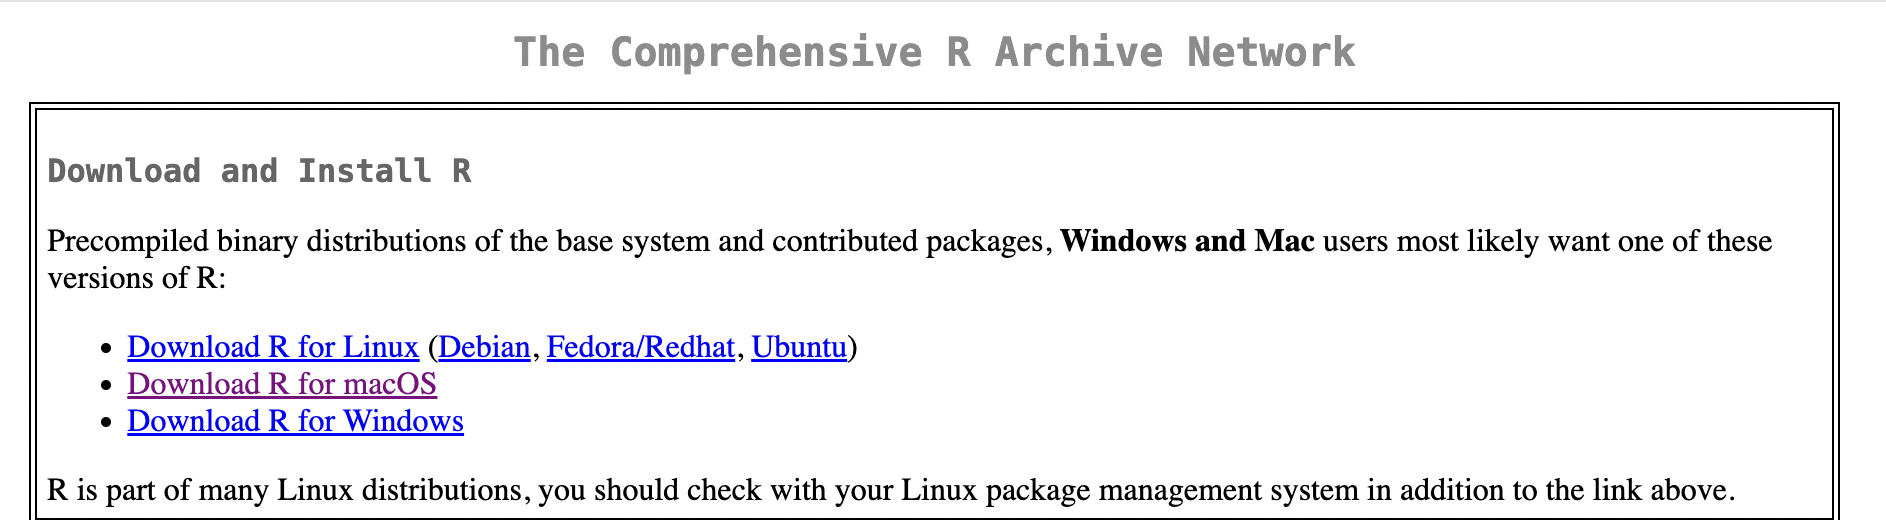 The Comprehensive R Archive Network
Download and Install R
Precompiled binary distributions of the base system and contributed packages, Windows and Mac users most likely want one of these
versions of R:
• Download R for Linux (Debian, Fedora/Redhat, Ubuntu)
• Download R for macOS
• Download R for Windows
R is part of many Linux distributions, you should check with your Linux package management system in addition to the link above.